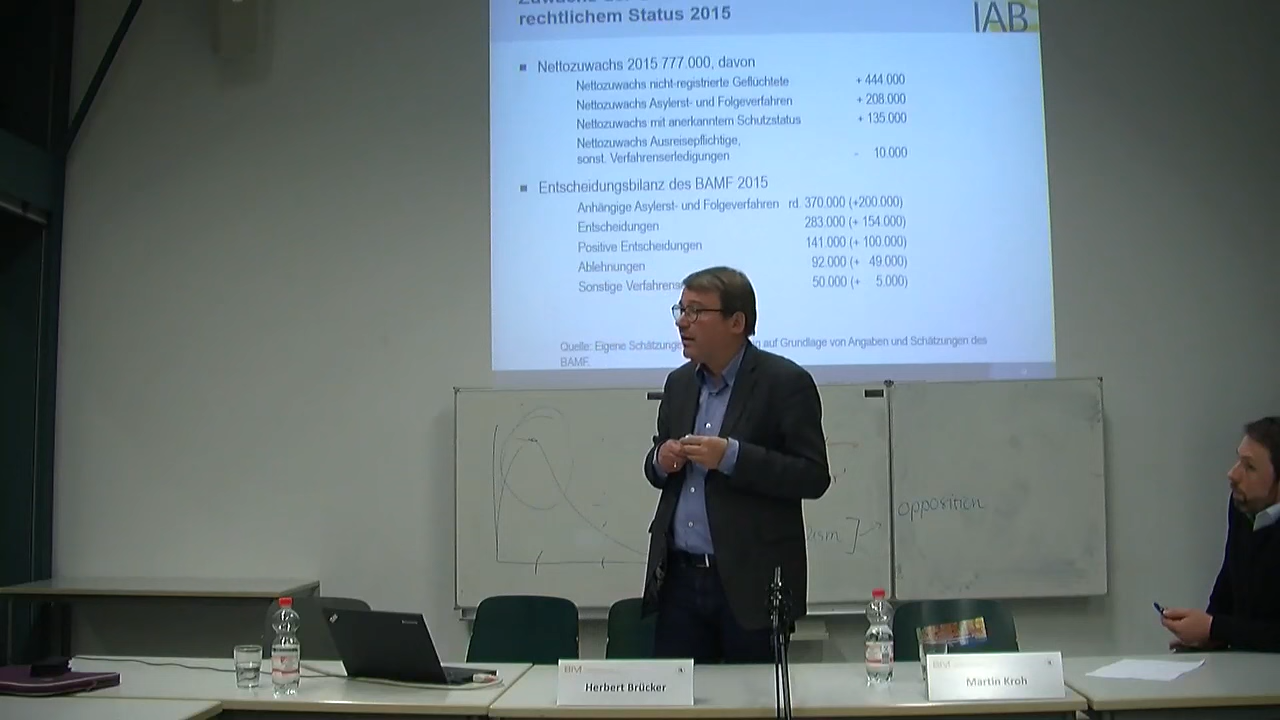 rechtlichem Status 2015
IAB
Nettozuwachs 2015 777.000, davon
Nettozuwachs nicht-registrierte Geflüchtete + 444.000
Nettozuwachs Asylerst- und Folgeverfahren + 208.000
Nettozuwachs mit anerkanntem Schutzstatus + 135.000
Nettozuwachs Ausreisepflichtige,
sonst. Verfahrenserledigungen - 10.000
Entscheidungsbilanz des BAMF 2015
Anhängige Asylerst- und Folgeverfahren rd. 370.000 (+200.000)
Entscheidungen 283.000 (+ 154.000)
Positive Entscheidungen 141.000 (+ 100.000)
Ablehnungen 92.000 (+ 49.000)
Sonstige Verfahrens 50.000 (+ 5.000)
Quelle: Eigene Schätzung auf Grundlage von Angaben und Schätzungen des
BAMF.
opposition
BIM
Herbert Brücker
BIM
Martin Kroh